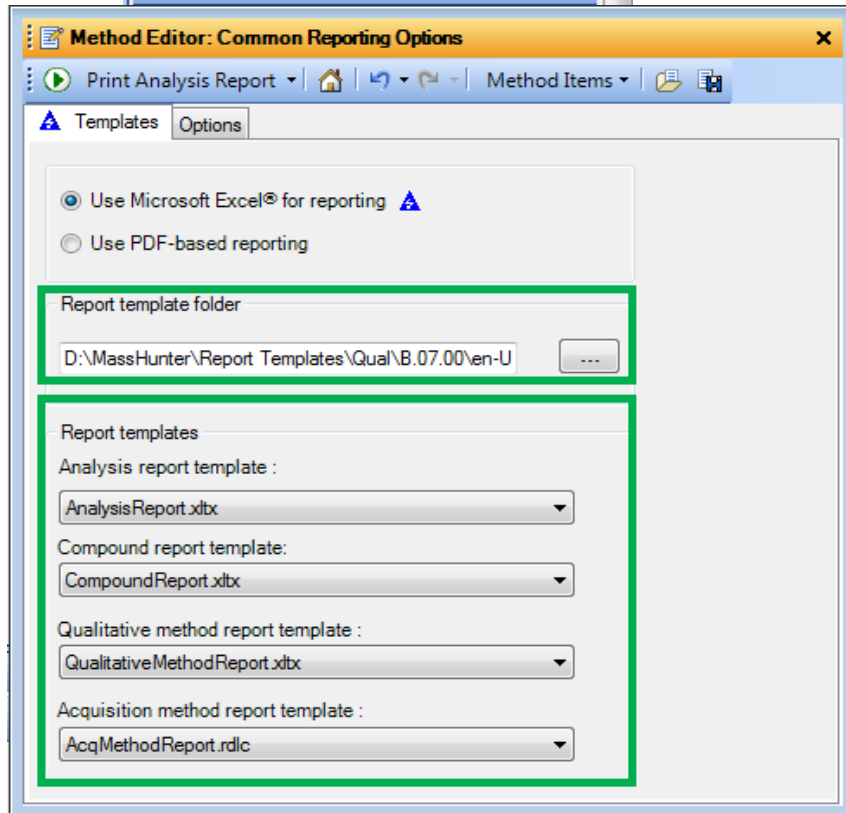 Method Editor: Common Reporting Options
Print Analysis Report
Method Items
Templates
Options
Use Microsoft Excel® for reporting
Use PDF-based reporting
Report template folder
D:\MassHunter\Report Templates\Qual\B.07.00\en-U
...
Report templates
Analysis report template :
AnalysisReport.xltx
Compound report template:
CompoundReport.xltx
Qualitative method report template :
QualitativeMethodReport.xltx
Acquisition method report template :
AcqMethodReport.rdlc